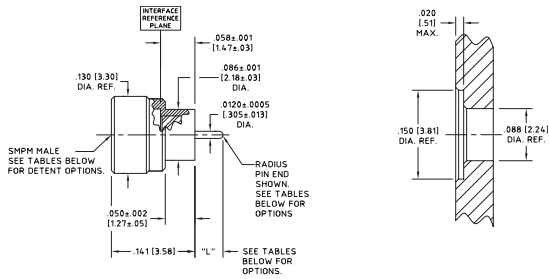 INTERFACE
REFERENCE
PLANE
.058±.001
[1.47±.03]
.086±.001
[2.18±.03]
DIA.
.130 [3.30]
DIA. REF.
.0120±.0005
[.305±.013]
DIA.
SMPM MALE
SEE TABLES BELOW
FOR DETENT OPTIONS.
RADIUS
PIN END
SHOWN.
SEE TABLES
BELOW FOR
OPTIONS
.050±.002
[1.27±.05]
.141 [3.58]
"L"
SEE TABLES
BELOW FOR
OPTIONS.
.020
[.51]
MAX.
.150 [3.81]
DIA. REF.
.088 [2.24]
DIA. REF.